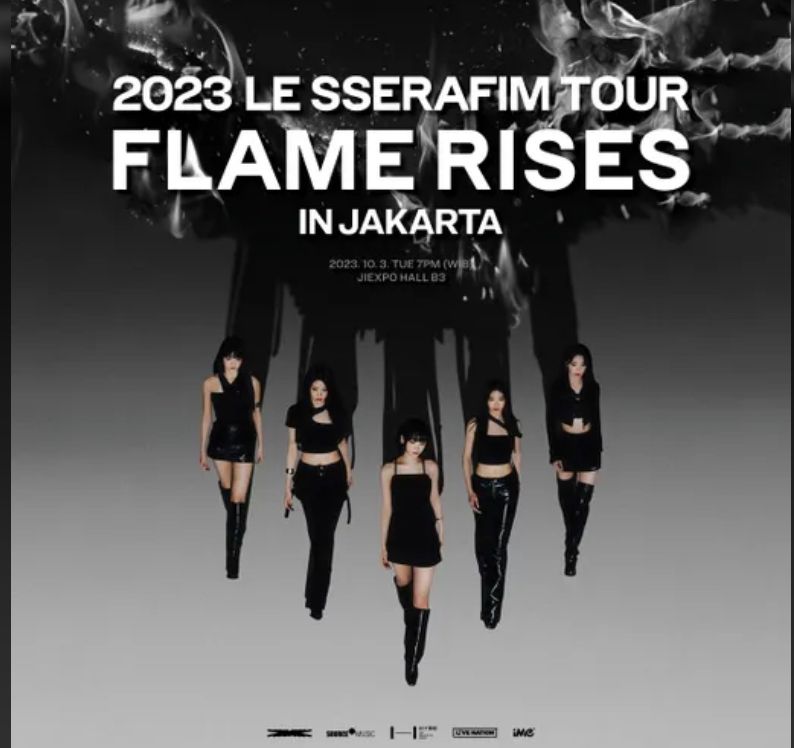 2023 LE SSERAFIM TOUR
FLAME RISES
IN JAKARTA
2023. 10. 3. TUE 7PM (WIB)
JIEXPO HALL B3
SOURCE MUSIC
LIVE NATION
iMe